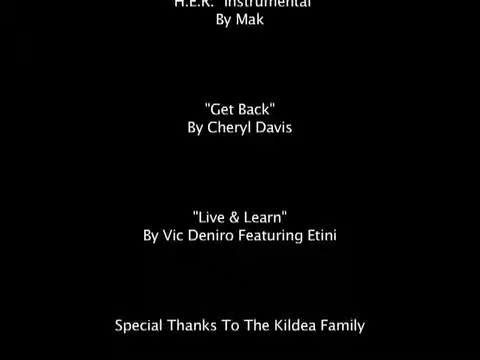 H.E.R." Instrumental
By Mak
"Get Back"
By Cheryl Davis
"Live & Learn"
By Vic Deniro Featuring Etini
Special Thanks To The Kildea Family